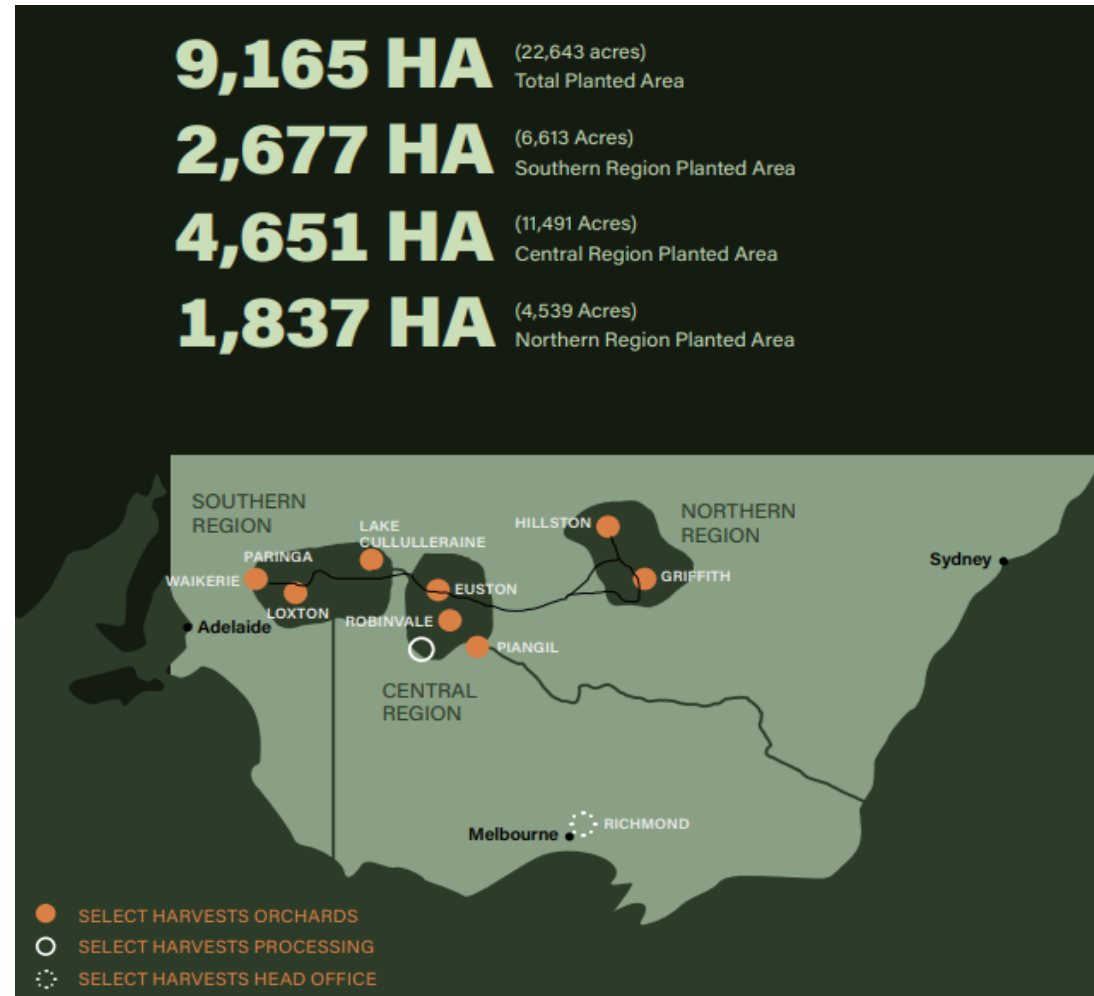 9,165 HA
(22,643 acres)
Total Planted Area
2,677 HA
(6,613 Acres)
Southern Region Planted Area
4,651 HA
(11,491 Acres)
Central Region Planted Area
1,837 HA
(4,539 Acres)
Northern Region Planted Area
SOUTHERN
REGION
PARINGA
WAIKERIE
LOXTON
Adelaide
LAKE
CULLULLERAINE
EUSTON
ROBINVALE
PIANGIL
CENTRAL
REGION
HILLSTON
GRIFFITH
NORTHERN
REGION
Sydney
Melbourne
RICHMOND
SELECT HARVESTS ORCHARDS
SELECT HARVESTS PROCESSING
SELECT HARVESTS HEAD OFFICE